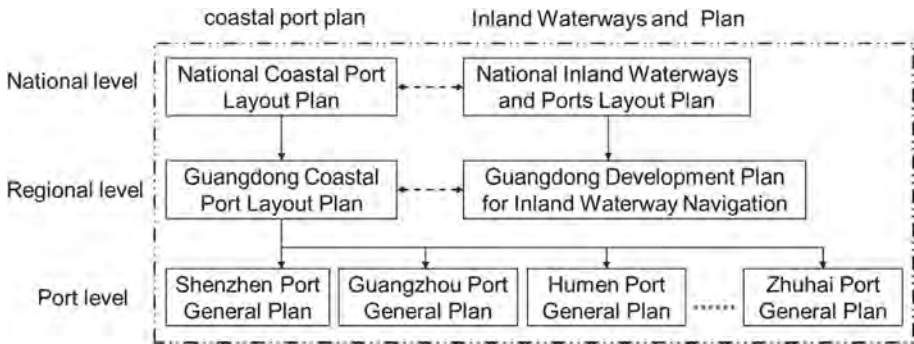 coastal port plan
Inland Waterways and Plan
National level
National Coastal Port
Layout Plan
National Inland Waterways
and Ports Layout Plan
Regional level
Guangdong Coastal
Port Layout Plan
Guangdong Development Plan
for Inland Waterway Navigation
Port level
Shenzhen Port
General Plan
Guangzhou Port
General Plan
Humen Port
General Plan
......
Zhuhai Port
General Plan